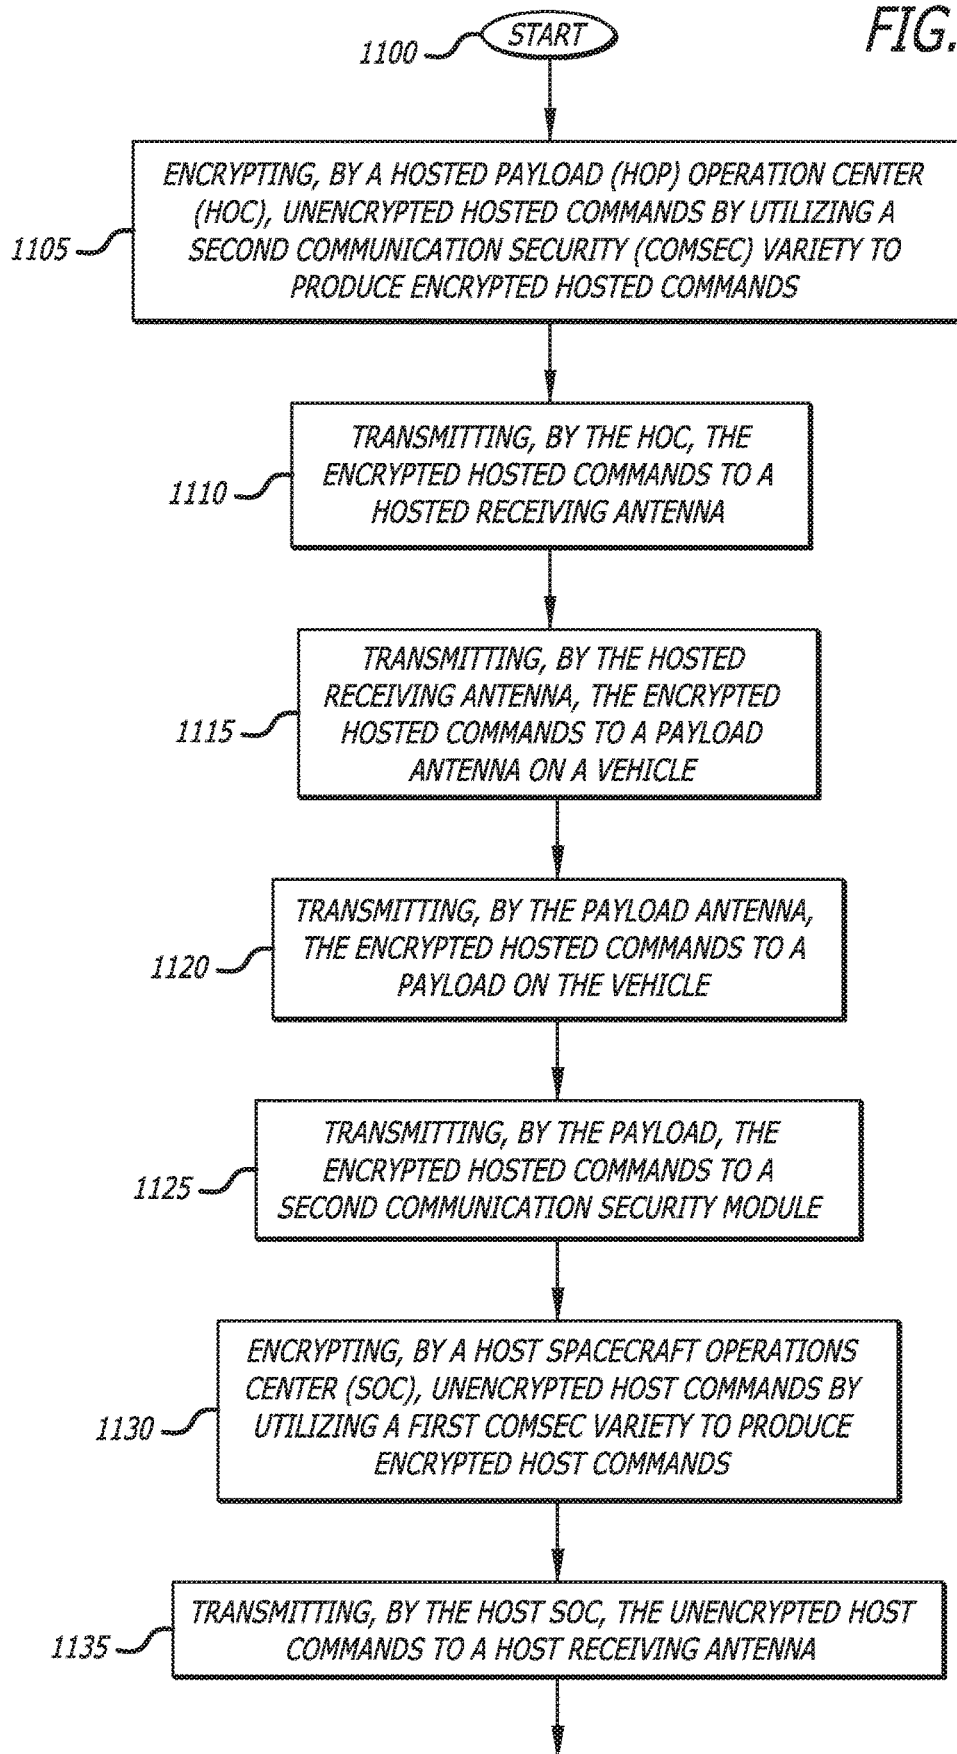 FIG.
1100
START
ENCRYPTING, BY A HOSTED PAYLOAD (HOP) OPERATION CENTER
(HOC), UNENCRYPTED HOSTED COMMANDS BY UTILIZING A
SECOND COMMUNICATION SECURITY (COMSEC) VARIETY TO
PRODUCE ENCRYPTED HOSTED COMMANDS
1105
TRANSMITTING, BY THE HOC, THE
ENCRYPTED HOSTED COMMANDS TO A
HOSTED RECEIVING ANTENNA
1110
TRANSMITTING, BY THE HOSTED
RECEIVING ANTENNA, THE ENCRYPTED
HOSTED COMMANDS TO A PAYLOAD
ANTENNA ON A VEHICLE
1115
TRANSMITTING, BY THE PAYLOAD ANTENNA,
THE ENCRYPTED HOSTED COMMANDS TO A
PAYLOAD ON THE VEHICLE
1120
TRANSMITTING, BY THE PAYLOAD, THE
ENCRYPTED HOSTED COMMANDS TO A
SECOND COMMUNICATION SECURITY MODULE
1125
ENCRYPTING, BY A HOST SPACECRAFT OPERATIONS
CENTER (SOC), UNENCRYPTED HOST COMMANDS BY
UTILIZING A FIRST COMSEC VARIETY TO PRODUCE
ENCRYPTED HOST COMMANDS
1130
TRANSMITTING, BY THE HOST SOC, THE UNENCRYPTED HOST
COMMANDS TO A HOST RECEIVING ANTENNA
1135